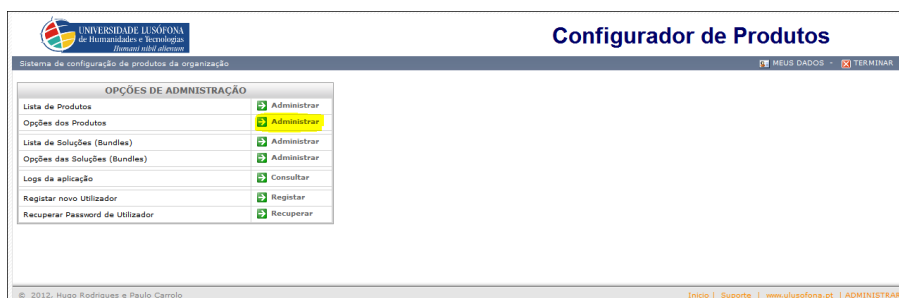 UNIVERSIDADE LUSÓFONA
de Humanidades e Tecnologias
Humani nihil alienum
Configurador de Produtos
Sistema de configuração de produtos da organização
MEUS DADOS - TERMINAR
OPÇÕES DE ADMNISTRAÇÃO
Lista de Produtos Administrar
Opções dos Produtos Administrar
Lista de Soluções (Bundles) Administrar
Opções das Soluções (Bundles) Administrar
Logs da aplicação Consultar
Registar novo Utilizador Registar
Recuperar Password de Utilizador Recuperar
© 2012, Hugo Rodrigues e Paulo Carrolo
Inicio | Suporte | www.ulusofona.pt | ADMINISTRAR